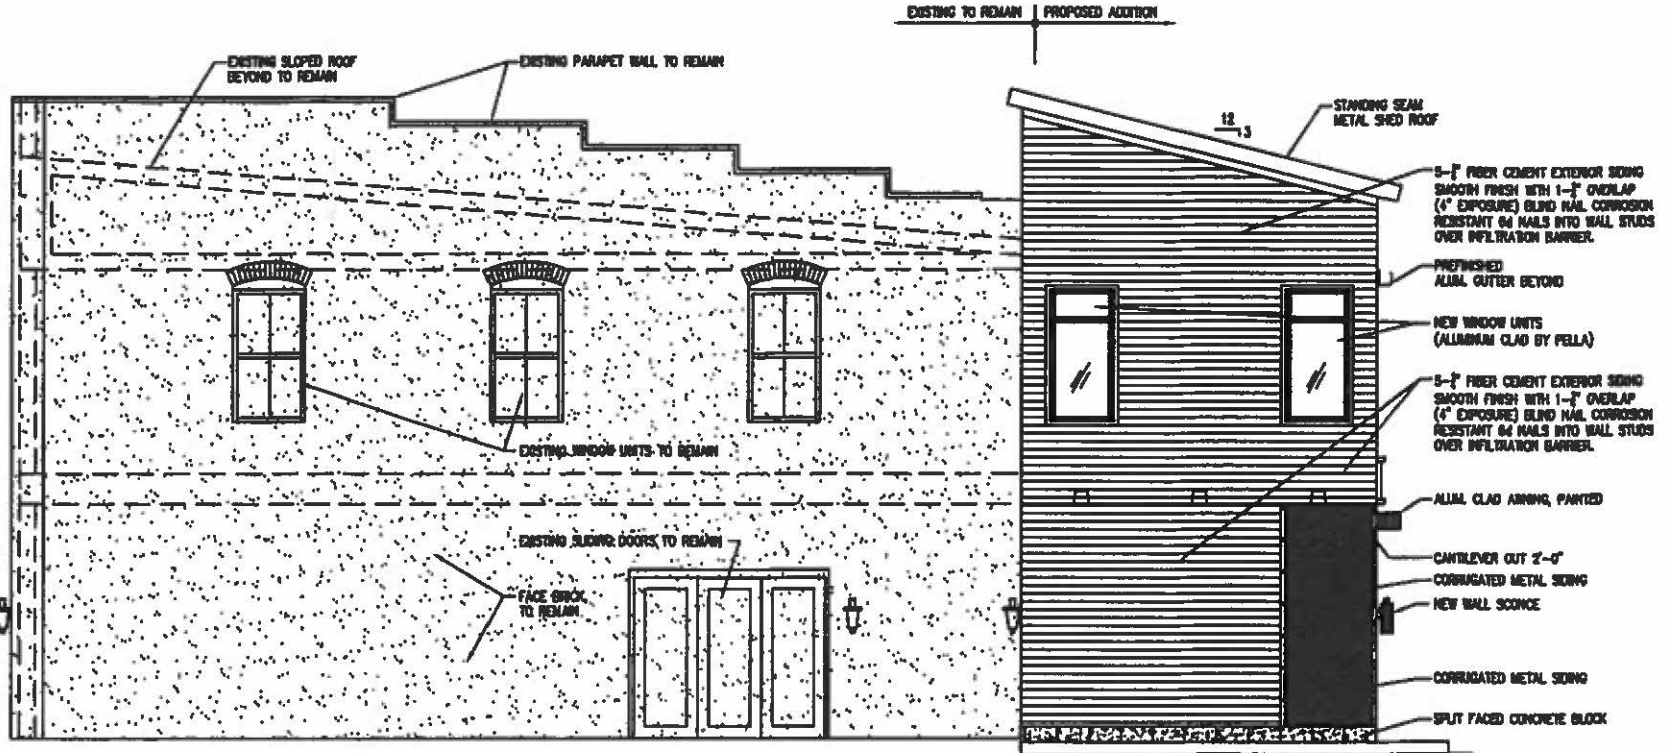 EXISTING TO REMAIN
PROPOSED ADDITION
EXISTING SLOPED ROOF
BEYOND TO REMAIN
EXISTING PARAPET WALL TO REMAIN
12
3
STANDING SEAM
METAL SHED ROOF
FIBER CEMENT EXTERIOR SIDING
SMOOTH FINISH WITH OVERLAP
(4" EXPOSURE) BLIND NAIL CORROSION
RESISTANT 6d NAILS INTO WALL STUDS
OVER INFILTRATION BARRIER.
PREFINISHED
ALUM. GUTTER BEYOND
NEW WINDOW UNITS
(ALUMINUM CLAD BY PELLA)
FIBER CEMENT EXTERIOR SIDING
SMOOTH FINISH WITH OVERLAP
(4" EXPOSURE) BLIND NAIL CORROSION
RESISTANT 6d NAILS INTO WALL STUDS
OVER INFILTRATION BARRIER.
EXISTING WINDOW UNITS TO REMAIN
ALUM. CLAD AWNING, PAINTED
EXISTING SLIDING DOORS TO REMAIN
CANTILEVER OUT 2'-0"
CORRUGATED METAL SIDING
FACE BRICK
TO REMAIN
NEW WALL SCONCE
CORRUGATED METAL SIDING
SPLIT FACED CONCRETE BLOCK